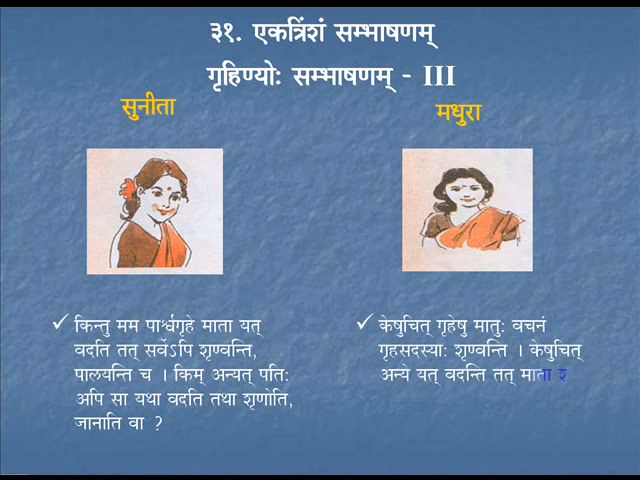 ३१. एकत्रिंशं सम्भाषणम्
गृहिण्योः सम्भाषणम् - III
सुनीता
मधुरा
किन्तु मम पार्श्वगृहे माता यत्
वदति तत् सर्वेऽपि शृण्वन्ति,
पालयन्ति च । किम् अन्यत् पतिः
अपि सा यथा वदति तथा शृणोति,
जानाति वा ?
केषुचित् गृहेषु मातुः वचनं
गृहसदस्याः शृण्वन्ति । केषुचित्
अन्ये यत् वदन्ति तत् माता